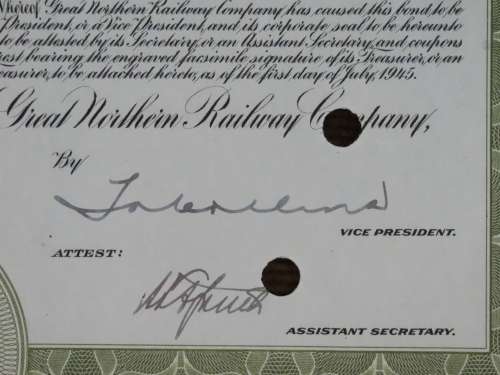 Whereof Great Northern Railway Company, has caused this bond, to be
President, or a Vice President, and its corporate seal to be hereunto
to be attested by its Secretary, or an Assistant Secretary, and coupons
rest bearing the engraved facsimile signature of its Treasurer, or an
easurer, to be attached hereto, as of the first day of July, 1945.
Great Northern Railway Company,
By
VICE PRESIDENT.
ATTEST:
ASSISTANT SECRETARY.